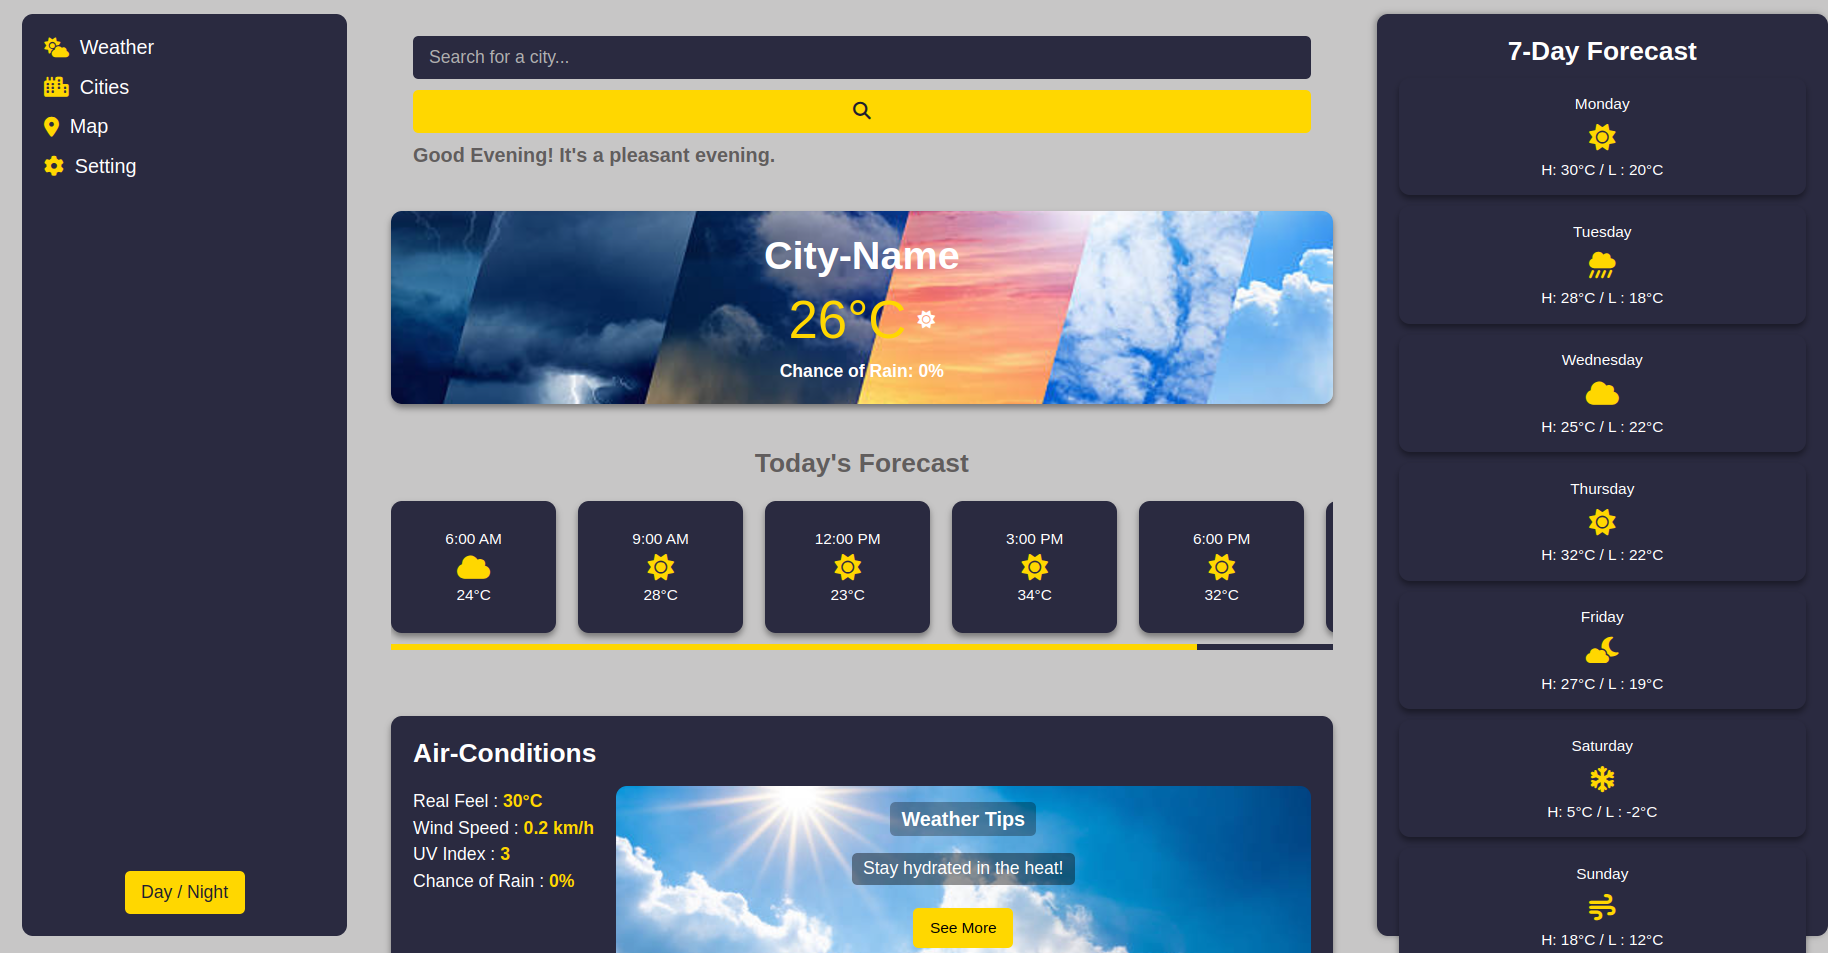 Weather
Cities
Map
Setting
Day / Night
Search for a city...
Good Evening! It's a pleasant evening.
City-Name
26°C
Chance of Rain: 0%
Today's Forecast
6:00 AM
24°C
9:00 AM
28°C
12:00 PM
23°C
3:00 PM
34°C
6:00 PM
32°C
Air-Conditions
Real Feel : 30°C
Wind Speed : 0.2 km/h
UV Index : 3
Chance of Rain : 0%
Weather Tips
Stay hydrated in the heat!
See More
7-Day Forecast
Monday
H: 30°C / L : 20°C
Tuesday
H: 28°C / L : 18°C
Wednesday
H: 25°C / L : 22°C
Thursday
H: 32°C / L : 22°C
Friday
H: 27°C / L : 19°C
Saturday
H: 5°C / L : -2°C
Sunday
H: 18°C / L : 12°C